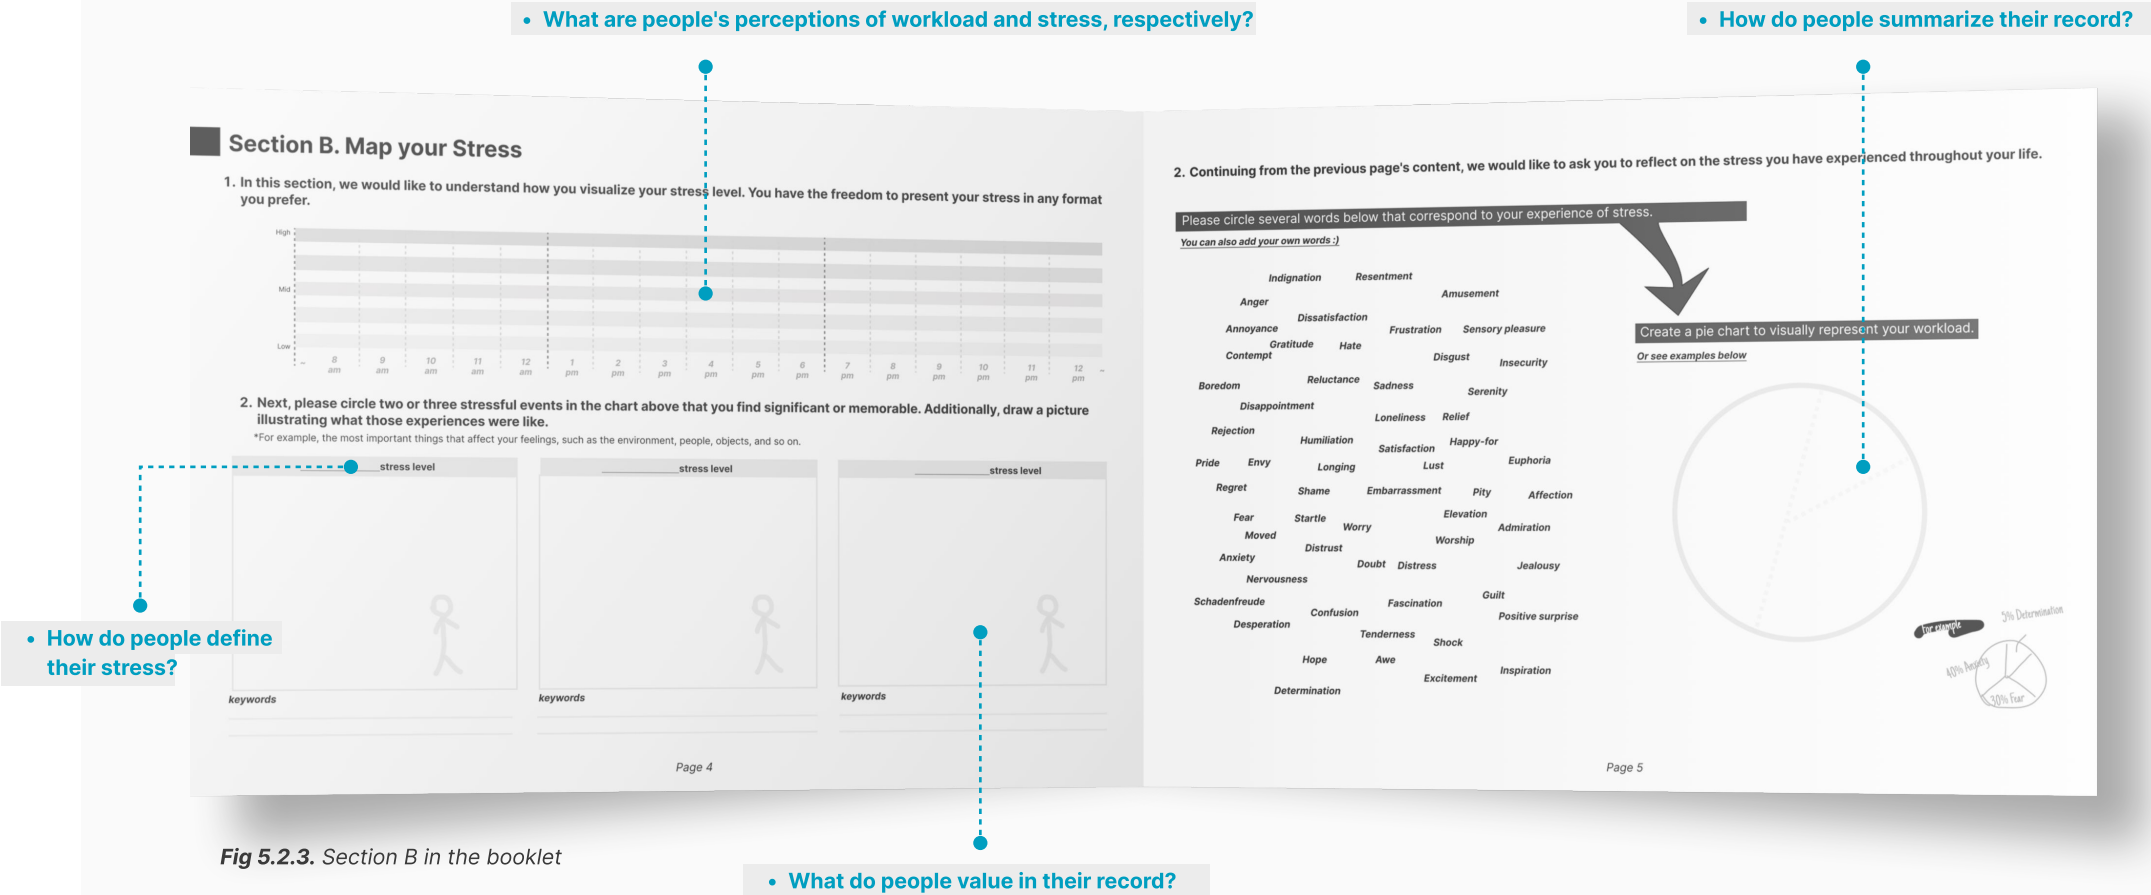 • What are people's perceptions of workload and stress, respectively?
• How do people summarize their record?
Section B. Map your Stress
1. In this section, we would like to understand how you visualize your stress level. You have the freedom to present your stress in any format
you prefer.
High
Mid
Low
~ 8 am 9 am 10 am 11 am 12 am 1 pm 2 pm 3 pm 4 pm 5 pm 6 pm 7 pm 8 pm 9 pm 10 pm 11 pm 12 pm ~
2. Next, please circle two or three stressful events in the chart above that you find significant or memorable. Additionally, draw a picture
illustrating what those experiences were like.
*For example, the most important things that affect your feelings, such as the environment, people, objects, and so on.
____________stress level ____________stress level ____________stress level
• How do people define
their stress?
keywords keywords keywords
Page 4
2. Continuing from the previous page's content, we would like to ask you to reflect on the stress you have experienced throughout your life.
Please circle several words below that correspond to your experience of stress.
You can also add your own words :)
Indignation Resentment
Amusement
Anger
Dissatisfaction
Annoyance Frustration Sensory pleasure
Gratitude Hate
Contempt Disgust Insecurity
Boredom Reluctance Sadness Serenity
Disappointment Loneliness Relief
Rejection Humiliation Satisfaction Happy-for
Pride Envy Longing Lust Euphoria
Regret Shame Embarrassment Pity Affection
Fear Startle Worry Elevation Admiration
Moved Distrust Worship
Anxiety Doubt Distress Jealousy
Nervousness
Schadenfreude Confusion Fascination Guilt Positive surprise
Desperation Tenderness Shock
Hope Awe Excitement Inspiration
Determination
Create a pie chart to visually represent your workload.
Or see examples below
for example
5% Determination
40% Anxiety
30% Fear
Page 5
Fig 5.2.3. Section B in the booklet
• What do people value in their record?